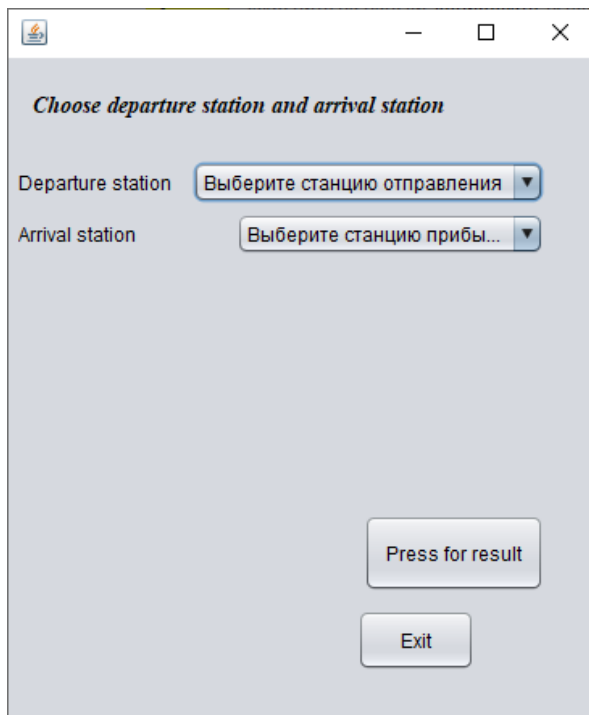 Choose departure station and arrival station
Departure station Выберите станцию отправления
Arrival station Выберите станцию прибы...
Press for result
Exit